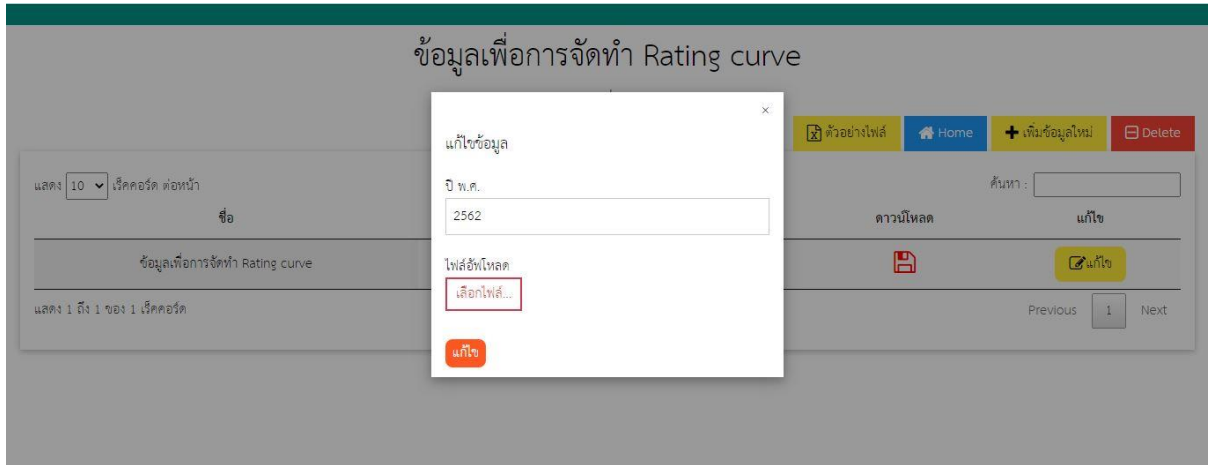 ข้อมูลเพื่อการจัดทำ Rating curve
×
ตัวอย่างไฟล์ Home เพิ่มข้อมูลใหม่ Delete
แก้ไขข้อมูล
แสดง 10 เร็คคอร์ด ต่อหน้า
ค้นหา :
ปี พ.ศ.
2562
ชื่อ ดาวน์โหลด แก้ไข
ข้อมูลเพื่อการจัดทำ Rating curve
แก้ไข
ไฟล์อัพโหลด
เลือกไฟล์...
แสดง 1 ถึง 1 ของ 1 เร็คคอร์ด
Previous 1 Next
แก้ไข